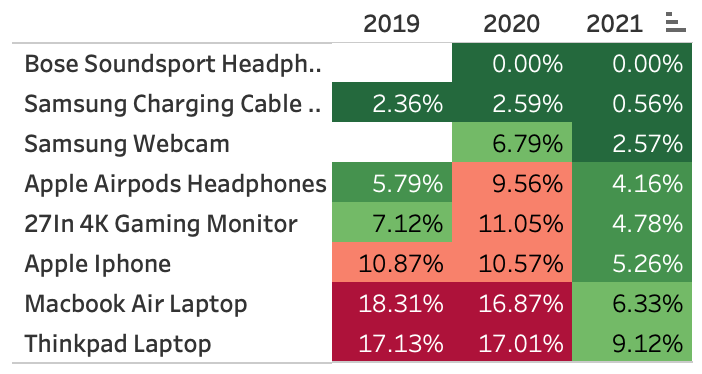 2019 2020 2021
Bose Soundsport Headph.. 0.00% 0.00%
Samsung Charging Cable .. 2.36% 2.59% 0.56%
Samsung Webcam 6.79% 2.57%
Apple Airpods Headphones 5.79% 9.56% 4.16%
27In 4K Gaming Monitor 7.12% 11.05% 4.78%
Apple Iphone 10.87% 10.57% 5.26%
Macbook Air Laptop 18.31% 16.87% 6.33%
Thinkpad Laptop 17.13% 17.01% 9.12%